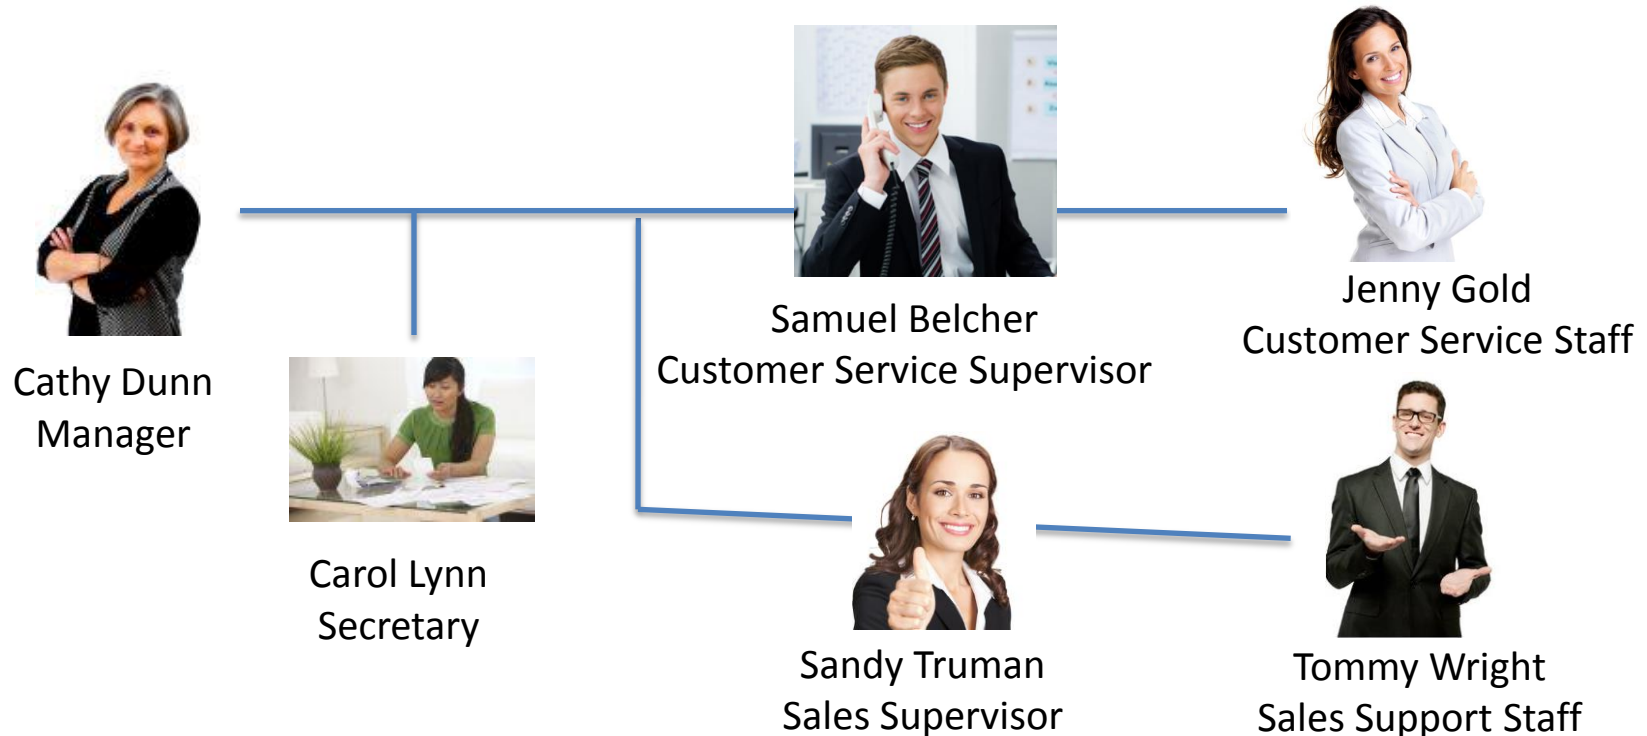 Cathy Dunn
Manager
Carol Lynn
Secretary
Samuel Belcher
Customer Service Supervisor
Jenny Gold
Customer Service Staff
Sandy Truman
Sales Supervisor
Tommy Wright
Sales Support Staff